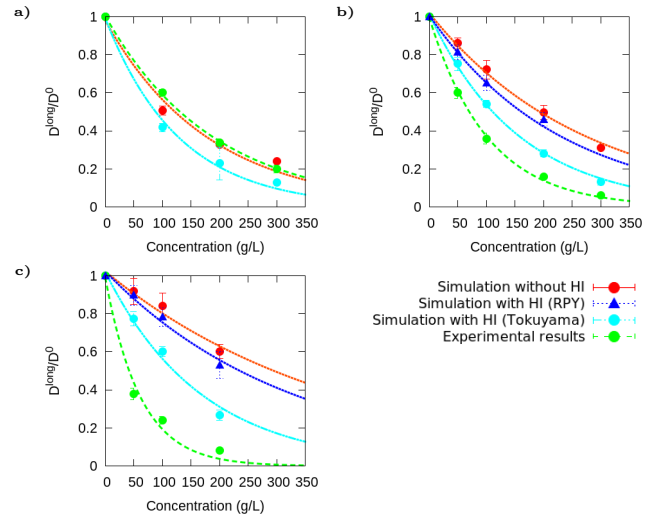 a)
1
0.8
0.6
0.4
0.2
0
D^long/D^0
0 50 100 150 200 250 300 350
Concentration (g/L)
b)
1
0.8
0.6
0.4
0.2
0
D^long/D^0
0 50 100 150 200 250 300 350
Concentration (g/L)
c)
1
0.8
0.6
0.4
0.2
0
D^long/D^0
0 50 100 150 200 250 300 350
Concentration (g/L)
Simulation without HI
Simulation with HI (RPY)
Simulation with HI (Tokuyama)
Experimental results